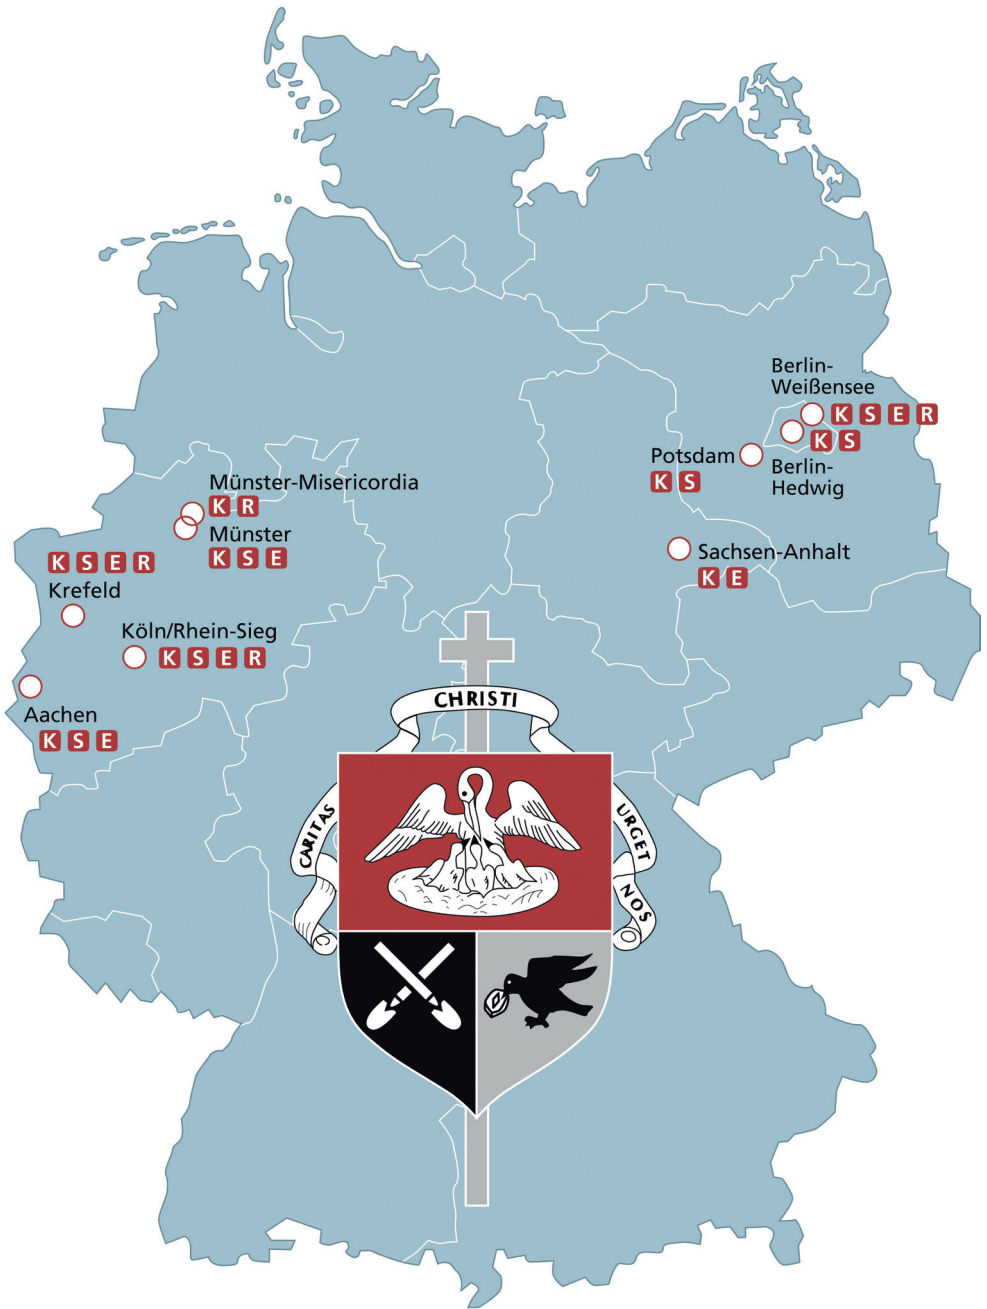 Berlin-
Weißensee
K S E R
K S
Berlin-
Hedwig
Potsdam
K S
Münster-Misericordia
K R
Münster
K S E
K S E R
Krefeld
Sachsen-Anhalt
K E
Köln/Rhein-Sieg
K S E R
Aachen
K S E
CARITAS
CHRISTI
URGET
NOS